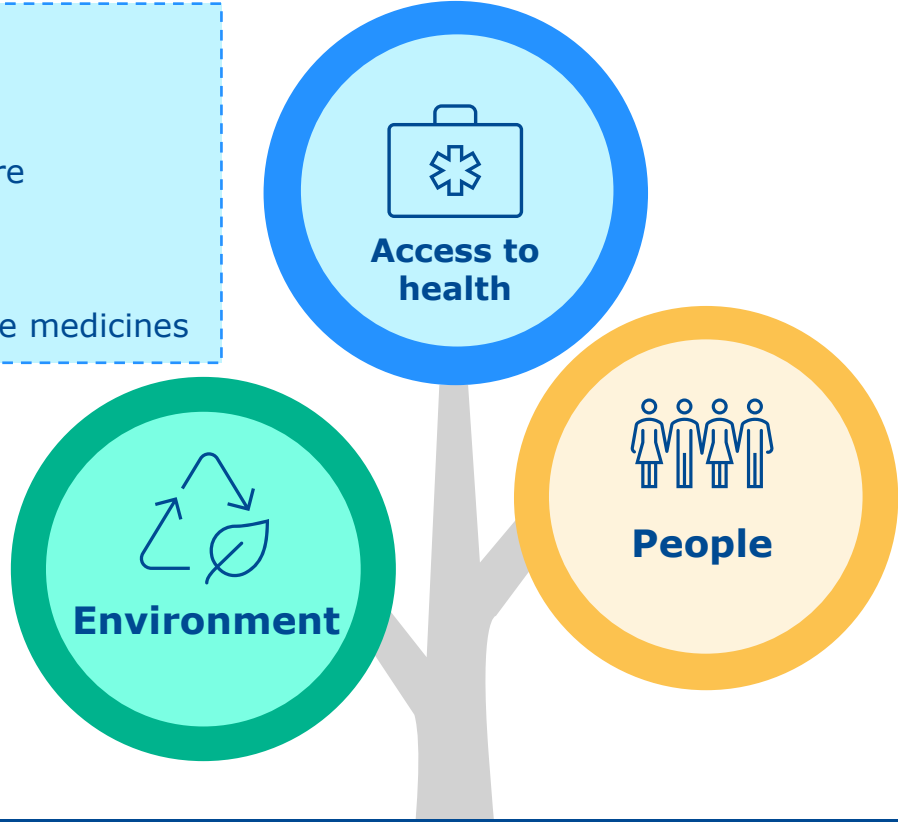 re
e medicines
Access to
health
People
Environment